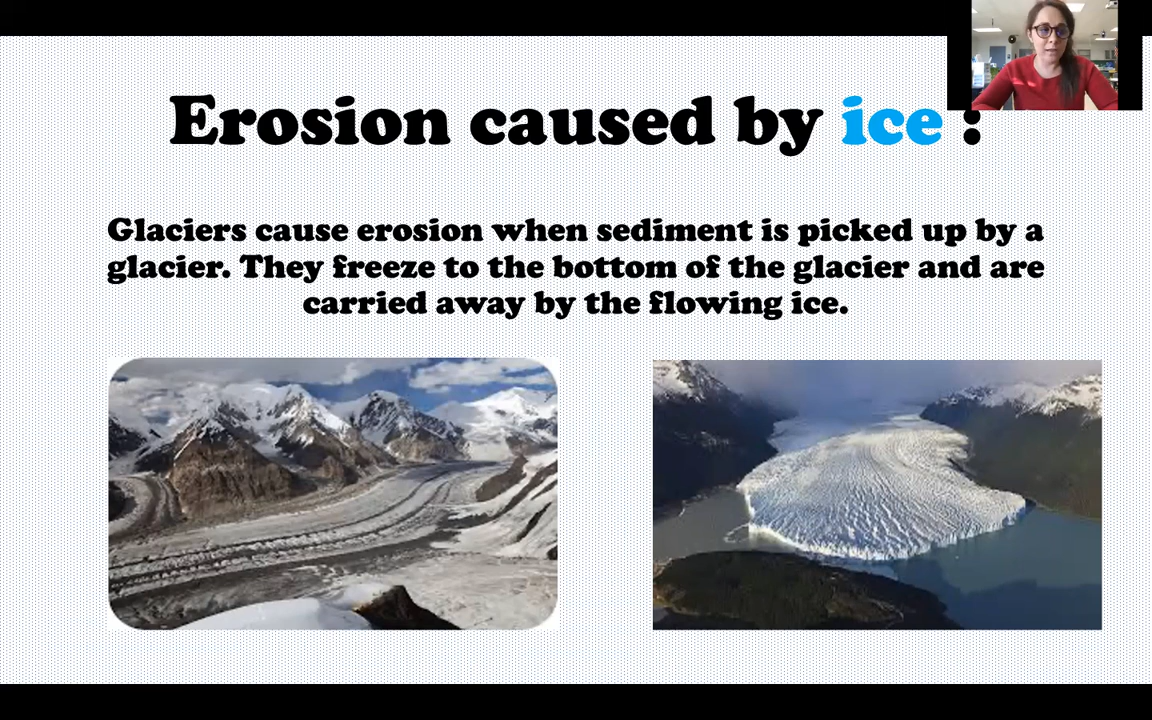 Erosion caused by ice :
Glaciers cause erosion when sediment is picked up by a
glacier. They freeze to the bottom of the glacier and are
carried away by the flowing ice.